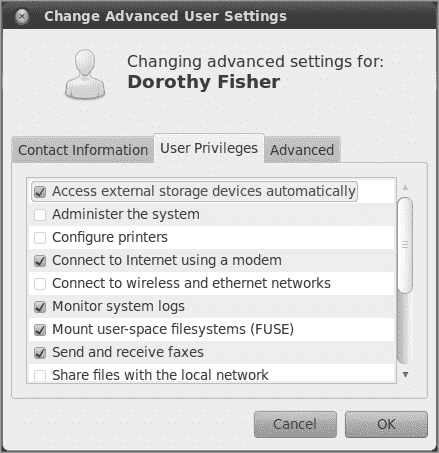 Change Advanced User Settings
Changing advanced settings for:
Dorothy Fisher
Contact Information
User Privileges
Advanced
Access external storage devices automatically
Administer the system
Configure printers
Connect to Internet using a modem
Connect to wireless and ethernet networks
Monitor system logs
Mount user-space filesystems (FUSE)
Send and receive faxes
Share files with the local network
Cancel
OK